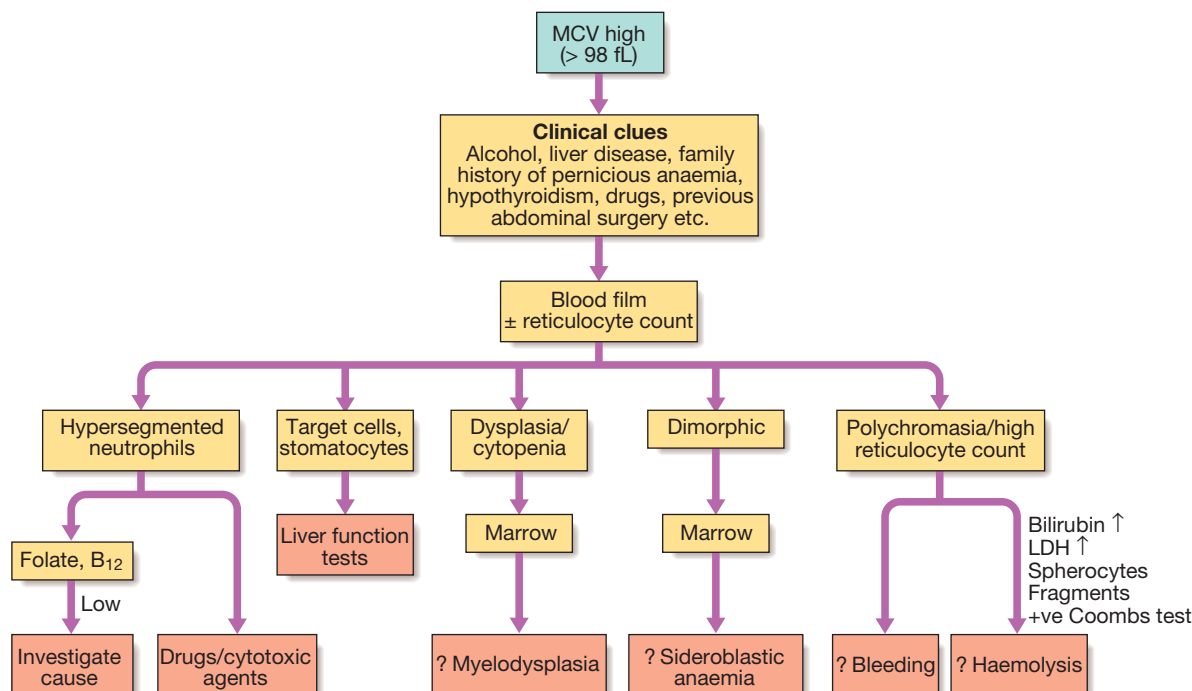 MCV high
(> 98 fL)
Clinical clues
Alcohol, liver disease, family
history of pernicious anaemia,
hypothyroidism, drugs, previous
abdominal surgery etc.
Blood film
± reticulocyte count
Hypersegmented
neutrophils
Target cells,
stomatocytes
Dysplasia/
cytopenia
Dimorphic
Polychromasia/high
reticulocyte count
Folate, B₁₂
Low
Liver function
tests
Marrow
Marrow
Bilirubin ↑
LDH ↑
Spherocytes
Fragments
+ve Coombs test
Investigate
cause
Drugs/cytotoxic
agents
? Myelodysplasia
? Sideroblastic
anaemia
? Bleeding
? Haemolysis